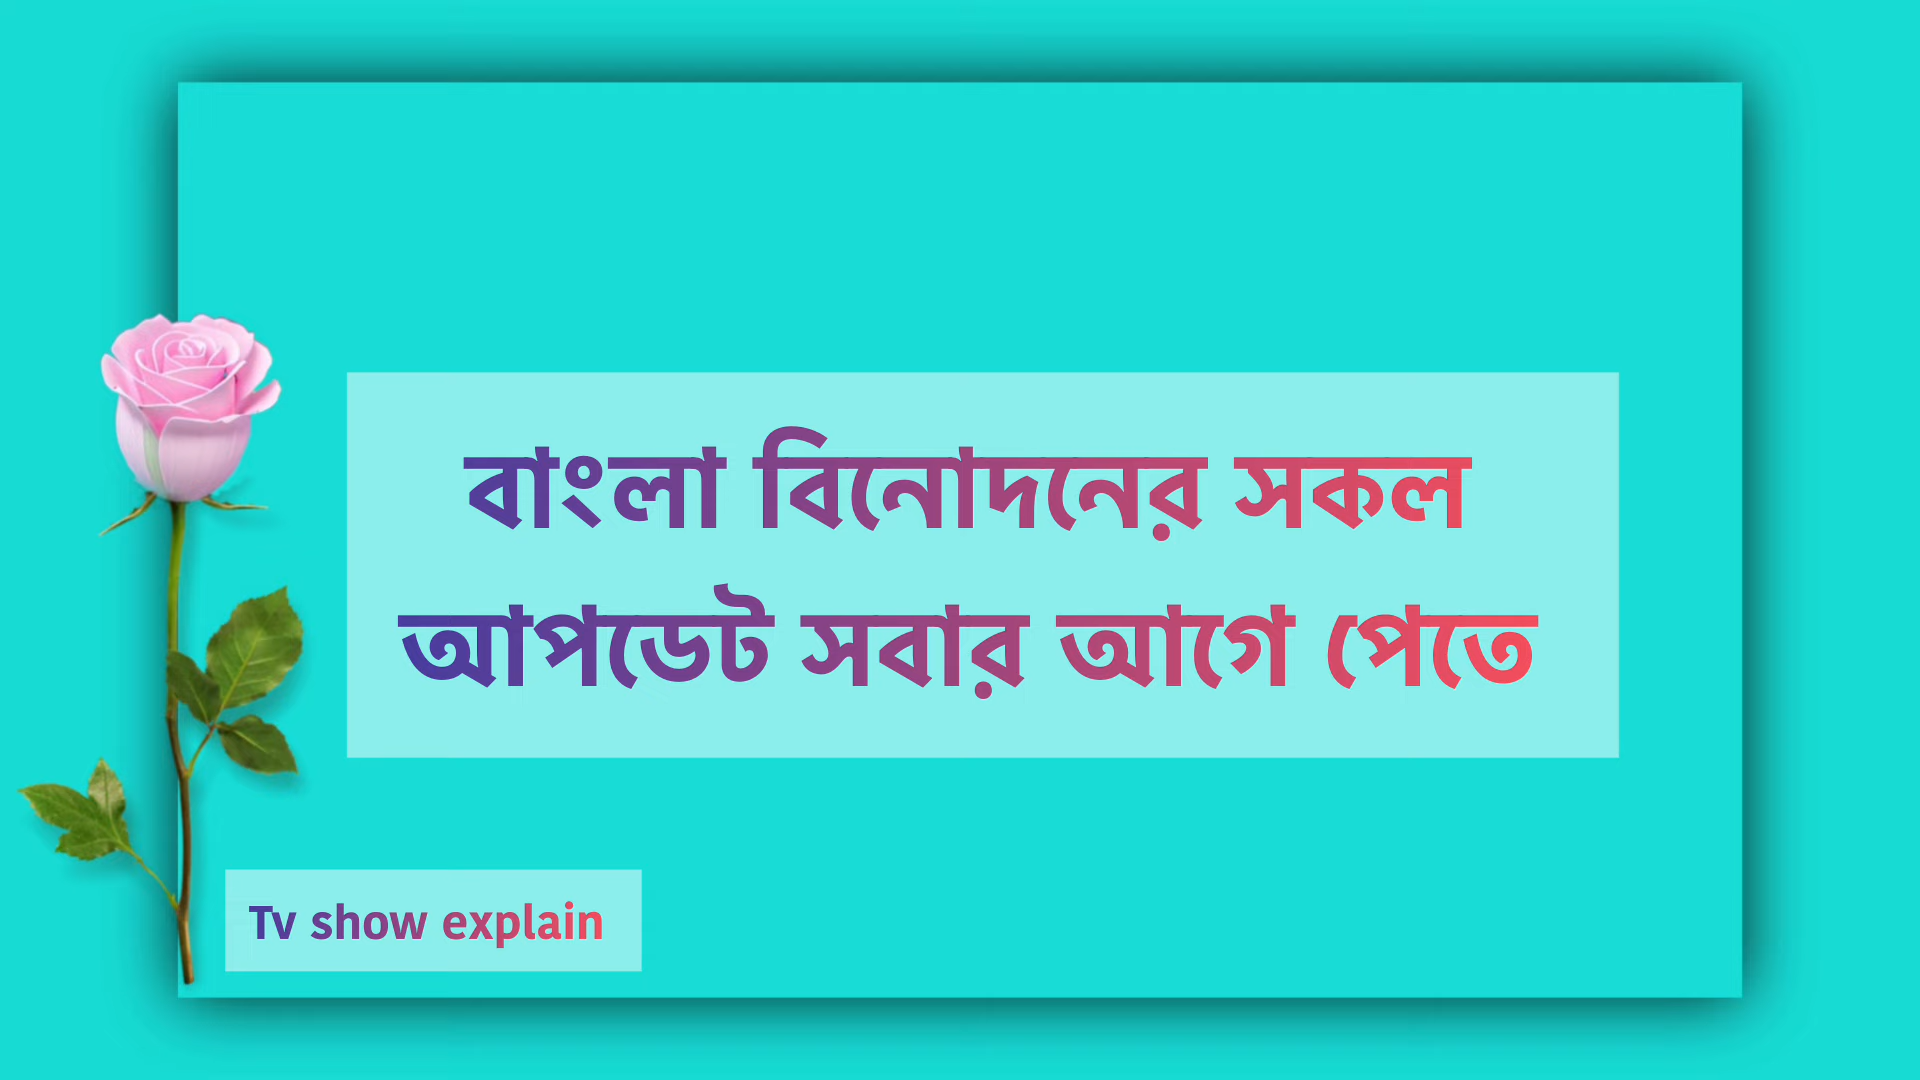 বাংলা বিনোদনের সকল
আপডেট সবার আগে পেতে
Tv show explain